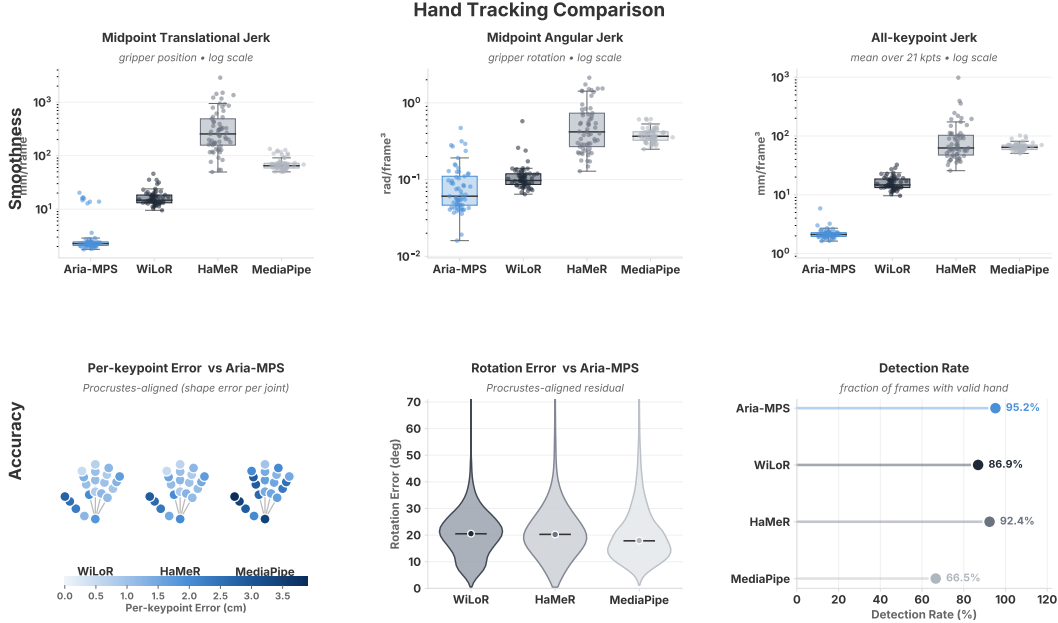 Hand Tracking Comparison
Smoothness
Midpoint Translational Jerk
gripper position • log scale
mm/frame³
10³
10²
10¹
Aria-MPS WiLoR HaMeR MediaPipe
Midpoint Angular Jerk
gripper rotation • log scale
rad/frame³
10⁰
10⁻¹
10⁻²
Aria-MPS WiLoR HaMeR MediaPipe
All-keypoint Jerk
mean over 21 kpts • log scale
mm/frame³
10³
10²
10¹
10⁰
Aria-MPS WiLoR HaMeR MediaPipe
Accuracy
Per-keypoint Error vs Aria-MPS
Procrustes-aligned (shape error per joint)
WiLoR HaMeR MediaPipe
0.0 0.5 1.0 1.5 2.0 2.5 3.0 3.5
Per-keypoint Error (cm)
Rotation Error vs Aria-MPS
Procrustes-aligned residual
Rotation Error (deg)
70
60
50
40
30
20
10
0
WiLoR HaMeR MediaPipe
Detection Rate
fraction of frames with valid hand
Aria-MPS 95.2%
WiLoR 86.9%
HaMeR 92.4%
MediaPipe 66.5%
0 20 40 60 80 100 120
Detection Rate (%)